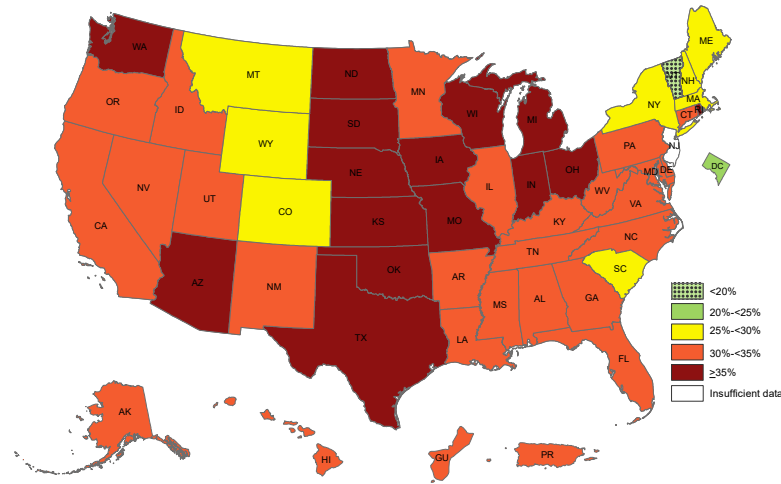 ME
WA
ND
MT
MN
NH
OR
ID
SD
WI
MI
NY
MA
CT
RI
WY
NE
IA
PA
NJ
DC
NV
UT
CO
IL
IN
OH
MD
DE
WV
VA
CA
KS
MO
KY
NC
TN
AZ
NM
OK
AR
SC
MS
AL
GA
TX
LA
FL
AK
HI
GU
PR
<20%
20%-<25%
25%-<30%
30%-<35%
≥35%
Insufficient data